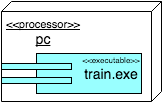 <<processor>>
pc
<<executable>>
train.exe